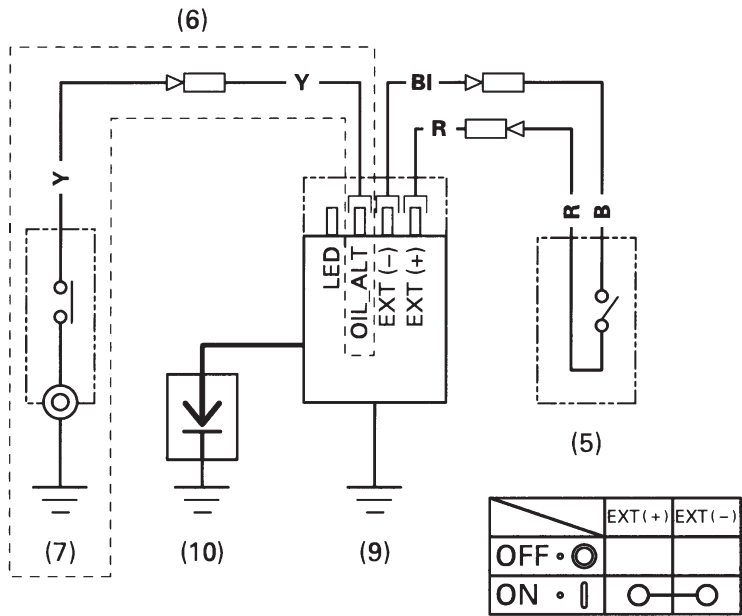 (6)
Y
Bl
R
Y
R
B
LED
OIL_ALT
EXT (−)
EXT (+)
(5)
(7)
(10)
(9)
EXT(+) EXT(−)
OFF
ON